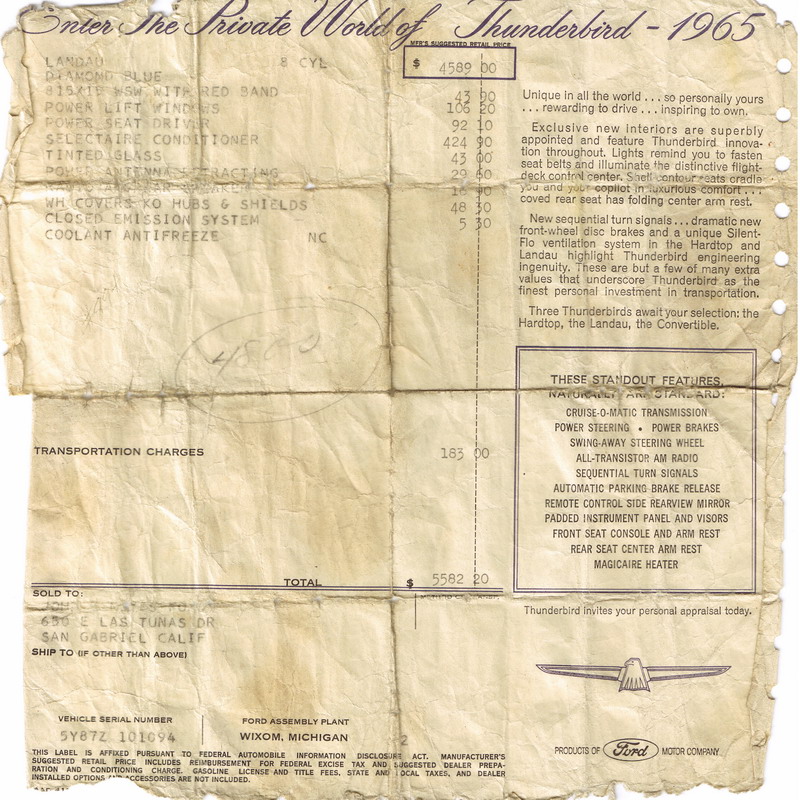 Enter The Private World of Thunderbird - 1965
MFR'S SUGGESTED RETAIL PRICE
LANDAU 8 CYL $ 4589 00
DIAMOND BLUE
815X15 WSW WITH RED BAND 43 90
POWER LIFT WINDOWS 106 20
POWER SEAT DRIVER 92 10
SELECTAIRE CONDITIONER 424 90
TINTED GLASS 43 00
POWER ANTENNA RETRACTING 29 60
16 90
WH COVERS KO HUBS & SHIELDS 48 30
CLOSED EMISSION SYSTEM 5 30
COOLANT ANTIFREEZE NC
TRANSPORTATION CHARGES 183 00
TOTAL $ 5582 20
SOLD TO:
650 E LAS TUNAS DR
SAN GABRIEL CALIF
SHIP TO (IF OTHER THAN ABOVE)
VEHICLE SERIAL NUMBER
5Y87Z 101094
FORD ASSEMBLY PLANT
WIXOM, MICHIGAN
2
THIS LABEL IS AFFIXED PURSUANT TO FEDERAL AUTOMOBILE INFORMATION DISCLOSURE ACT. MANUFACTURER'S
SUGGESTED RETAIL PRICE INCLUDES REIMBURSEMENT FOR FEDERAL EXCISE TAX AND SUGGESTED DEALER PREPA-
RATION AND CONDITIONING CHARGE. GASOLINE LICENSE AND TITLE FEES, STATE AND LOCAL TAXES, AND DEALER
INSTALLED OPTIONS ACCESSORIES ARE NOT INCLUDED.
Unique in all the world . . . so personally yours
. . . rewarding to drive . . . inspiring to own.
Exclusive new interiors are superbly
appointed and feature Thunderbird innova-
tion throughout. Lights remind you to fasten
seat belts and illuminate the distinctive flight-
deck control center. Shell contour seats cradle
you and your copilot in luxurious comfort . . .
coved rear seat has folding center arm rest.
New sequential turn signals . . . dramatic new
front-wheel disc brakes and a unique Silent-
Flo ventilation system in the Hardtop and
Landau highlight Thunderbird engineering
ingenuity. These are but a few of many extra
values that underscore Thunderbird as the
finest personal investment in transportation.
Three Thunderbirds await your selection: the
Hardtop, the Landau, the Convertible.
THESE STANDOUT FEATURES,
NATURALLY ARE STANDARD:
CRUISE-O-MATIC TRANSMISSION
POWER STEERING • POWER BRAKES
SWING-AWAY STEERING WHEEL
ALL-TRANSISTOR AM RADIO
SEQUENTIAL TURN SIGNALS
AUTOMATIC PARKING BRAKE RELEASE
REMOTE CONTROL SIDE REARVIEW MIRROR
PADDED INSTRUMENT PANEL AND VISORS
FRONT SEAT CONSOLE AND ARM REST
REAR SEAT CENTER ARM REST
MAGICAIRE HEATER
Thunderbird invites your personal appraisal today.
PRODUCTS OF Ford MOTOR COMPANY